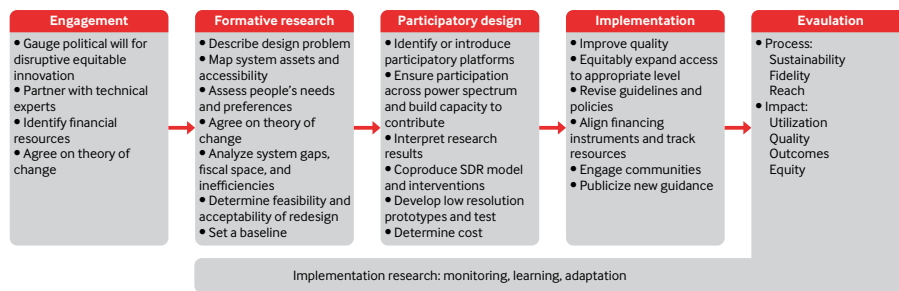 Engagement
• Gauge political will for
disruptive equitable
innovation
• Partner with technical
experts
• Identify financial
resources
• Agree on theory of
change
Formative research
• Describe design problem
• Map system assets and
accessibility
• Assess people's needs
and preferences
• Agree on theory of
change
• Analyze system gaps,
fiscal space, and
inefficiencies
• Determine feasibility and
acceptability of redesign
• Set a baseline
Participatory design
• Identify or introduce
participatory platforms
• Ensure participation
across power spectrum
and build capacity to
contribute
• Interpret research
results
• Coproduce SDR model
and interventions
• Develop low resolution
prototypes and test
• Determine cost
Implementation
• Improve quality
• Equitably expand access
to appropriate level
• Revise guidelines and
policies
• Align financing
instruments and track
resources
• Engage communities
• Publicize new guidance
Evaulation
• Process:
Sustainability
Fidelity
Reach
• Impact:
Utilization
Quality
Outcomes
Equity
Implementation research: monitoring, learning, adaptation